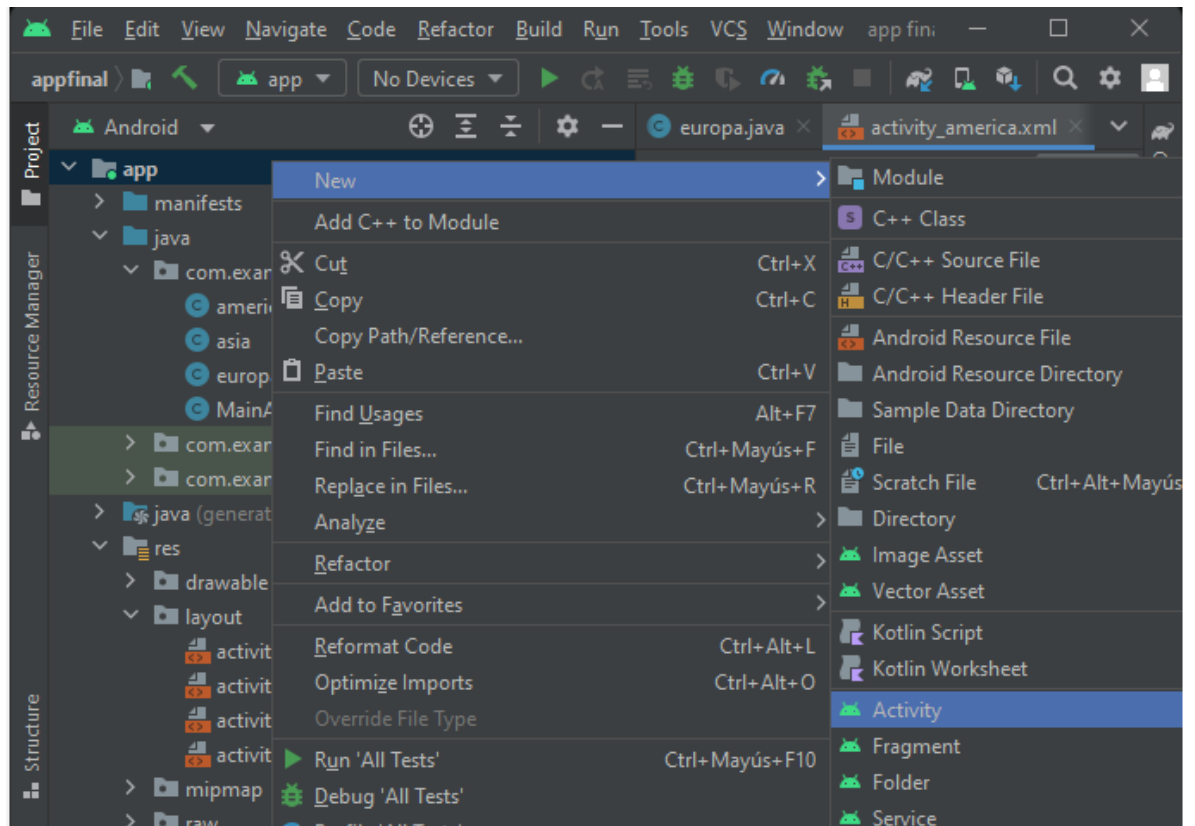 File Edit View Navigate Code Refactor Build Run Tools VCS Window app fin
appfinal app No Devices
Project
Resource Manager
Structure
Android
europa.java
activity_america.xml
app
manifests
java
com.exar
ameri
asia
europ
MainA
com.exar
com.exar
java (generat
res
drawable
layout
activit
activit
activit
activit
mipmap
raw
New
Add C++ to Module
Cut Ctrl+X
Copy Ctrl+C
Copy Path/Reference...
Paste Ctrl+V
Find Usages Alt+F7
Find in Files... Ctrl+Mayús+F
Replace in Files... Ctrl+Mayús+R
Analyze
Refactor
Add to Favorites
Reformat Code Ctrl+Alt+L
Optimize Imports Ctrl+Alt+O
Override File Type
Run 'All Tests' Ctrl+Mayús+F10
Debug 'All Tests'
Module
S C++ Class
C++ C/C++ Source File
H C/C++ Header File
Android Resource File
Android Resource Directory
Sample Data Directory
File
Scratch File Ctrl+Alt+Mayús
Directory
Image Asset
Vector Asset
Kotlin Script
Kotlin Worksheet
Activity
Fragment
Folder
Service